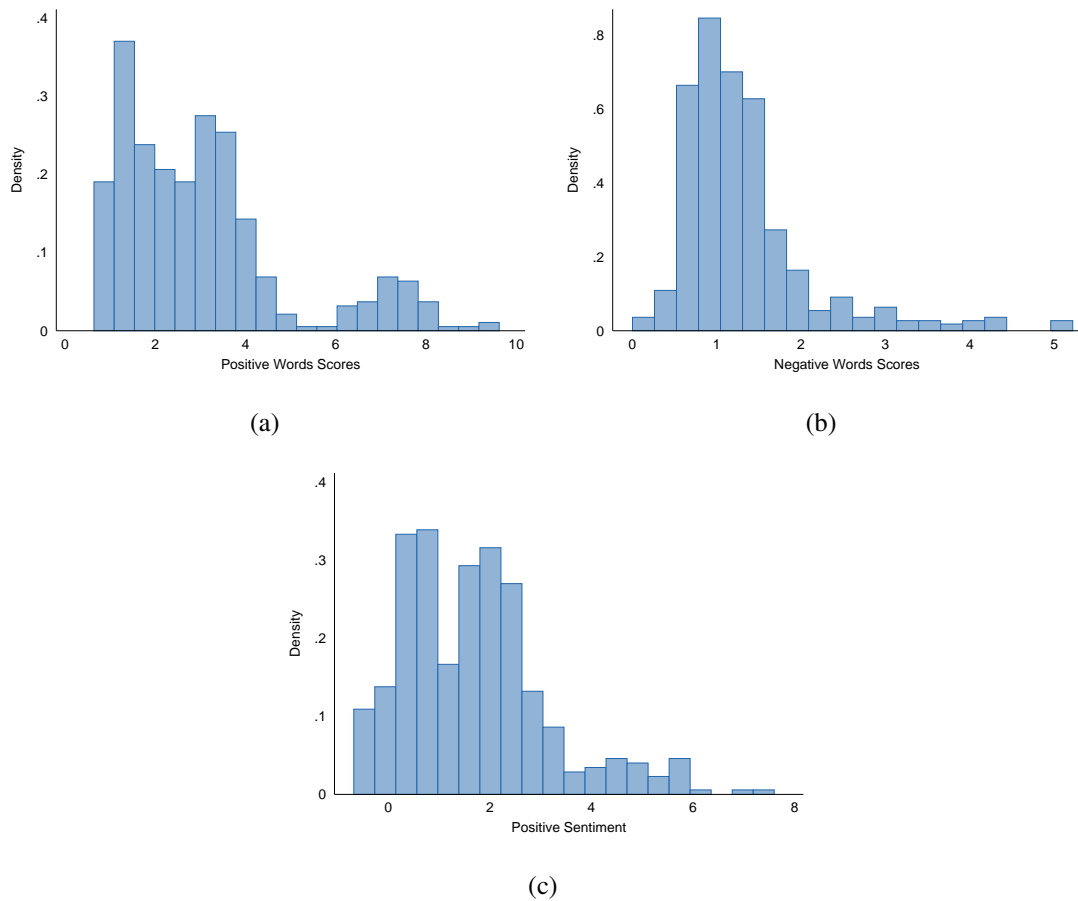 .4
.3
.2
.1
0
Density
0 2 4 6 8 10
Positive Words Scores
(a)
.8
.6
.4
.2
0
Density
0 1 2 3 4 5
Negative Words Scores
(b)
.4
.3
.2
.1
0
Density
0 2 4 6 8
Positive Sentiment
(c)